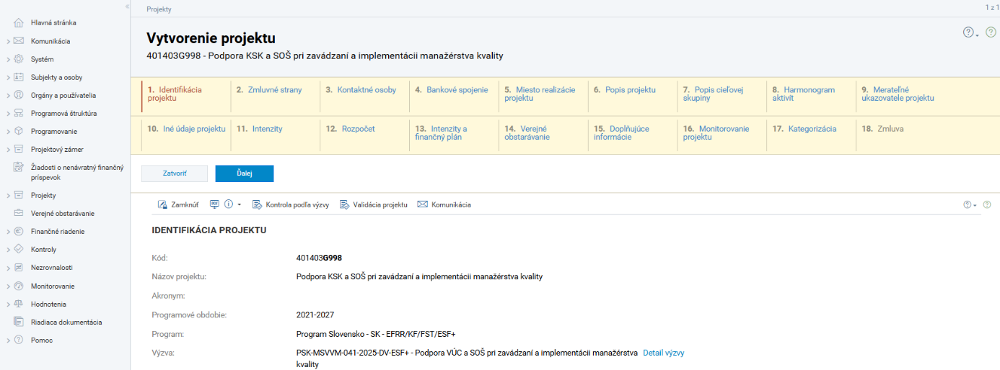 Projekty
1 z 1
Hlavná stránka
Komunikácia
Systém
Subjekty a osoby
Orgány a používatelia
Programová štruktúra
Programovanie
Projektový zámer
Žiadosti o nenávratný finančný
príspevok
Projekty
Verejné obstarávanie
Finančné riadenie
Kontroly
Nezrovnalosti
Monitorovanie
Hodnotenia
Riadiaca dokumentácia
Pomoc
Vytvorenie projektu
401403G998 - Podpora KSK a SOŠ pri zavádzaní a implementácii manažérstva kvality
1. Identifikácia
projektu
2. Zmluvné strany
3. Kontaktné osoby
4. Bankové spojenie
5. Miesto realizácie
projektu
6. Popis projektu
7. Popis cieľovej
skupiny
8. Harmonogram
aktivít
9. Merateľné
ukazovatele projektu
10. Iné údaje projektu
11. Intenzity
12. Rozpočet
13. Intenzity a
finančný plán
14. Verejné
obstarávanie
15. Doplňujúce
informácie
16. Monitorovanie
projektu
17. Kategorizácia
18. Zmluva
Zatvoriť
Ďalej
Zamknúť
PDF
Kontrola podľa výzvy
Validácia projektu
Komunikácia
IDENTIFIKÁCIA PROJEKTU
Kód: 401403G998
Názov projektu: Podpora KSK a SOŠ pri zavádzaní a implementácii manažérstva kvality
Akronym:
Programové obdobie: 2021-2027
Program: Program Slovensko - SK - EFRR/KF/FST/ESF+
Výzva: PSK-MSVVM-041-2025-DV-ESF+ - Podpora VÚC a SOŠ pri zavádzaní a implementácii manažérstva Detail výzvy
kvality